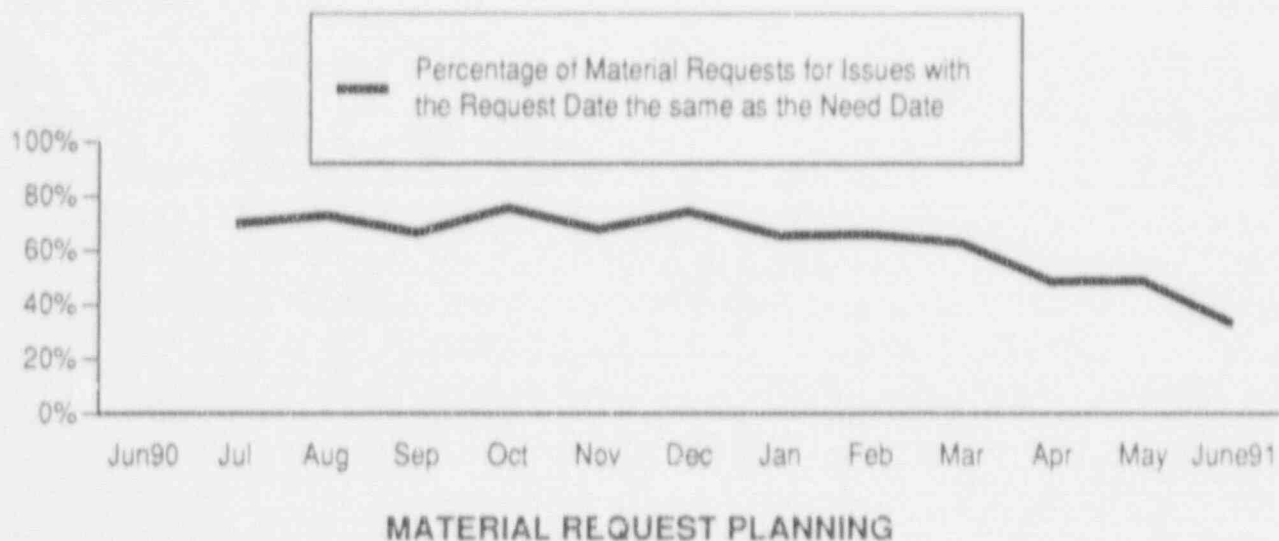 Percentage of Material Requests for Issues with
the Request Date the same as the Need Date
100%
80%
60%
40%
20%
0%
Jun90 Jul Aug Sep Oct Nov Dec Jan Feb Mar Apr May June91
MATERIAL REQUEST PLANNING